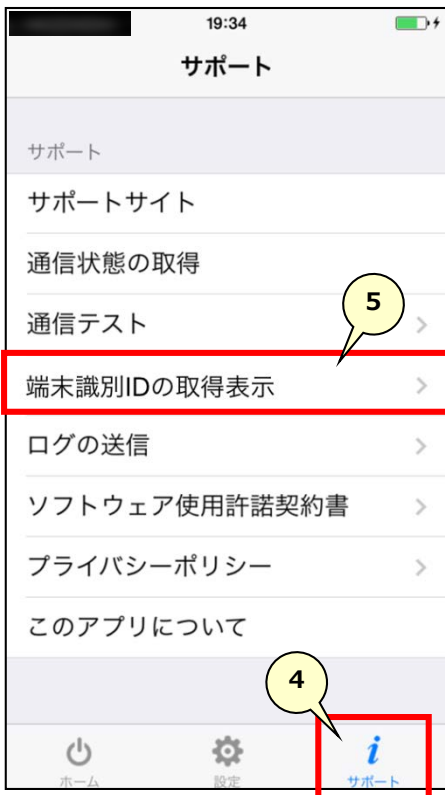 19:34
サポート
サポート
サポートサイト
通信状態の取得
5
通信テスト
端末識別IDの取得表示
ログの送信
ソフトウェア使用許諾契約書
プライバシーポリシー
このアプリについて
4
ホーム
設定
サポート